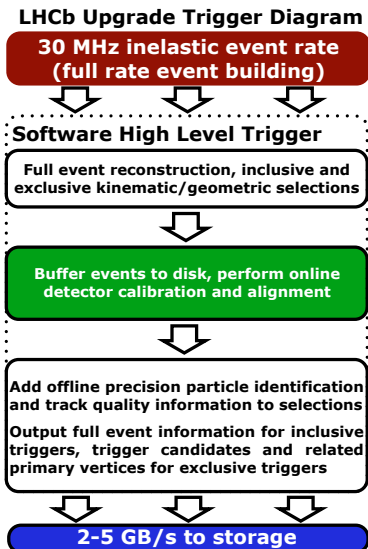 LHCb Upgrade Trigger Diagram
30 MHz inelastic event rate
(full rate event building)
Software High Level Trigger
Full event reconstruction, inclusive and
exclusive kinematic/geometric selections
Buffer events to disk, perform online
detector calibration and alignment
Add offline precision particle identification
and track quality information to selections
Output full event information for inclusive
triggers, trigger candidates and related
primary vertices for exclusive triggers
2-5 GB/s to storage